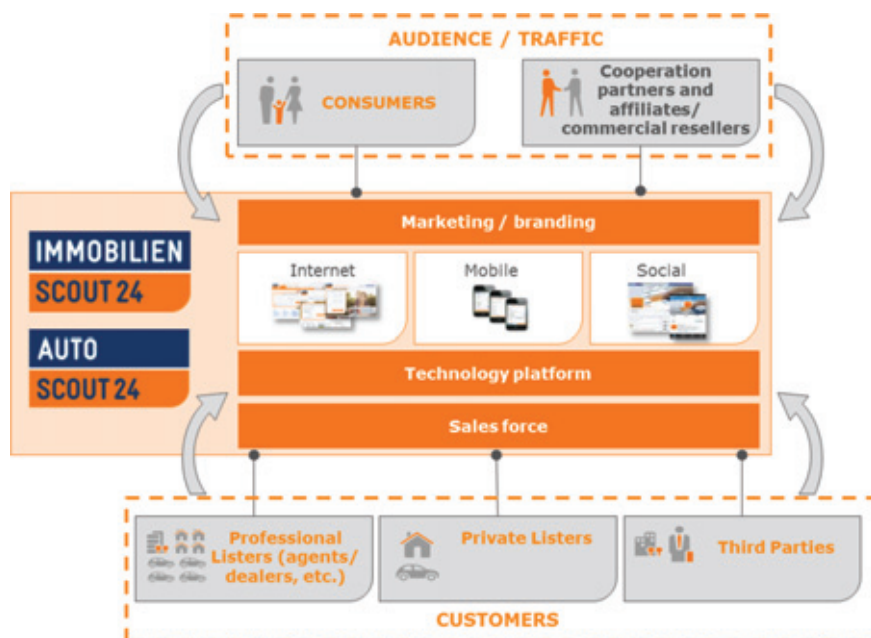 AUDIENCE / TRAFFIC
CONSUMERS
Cooperation
partners and
affiliates/
commercial resellers
Marketing / branding
IMMOBILIEN
SCOUT 24
AUTO
SCOUT 24
Internet
Mobile
Social
Technology platform
Sales force
Professional
Listers (agents/
dealers, etc.)
Private Listers
Third Parties
CUSTOMERS